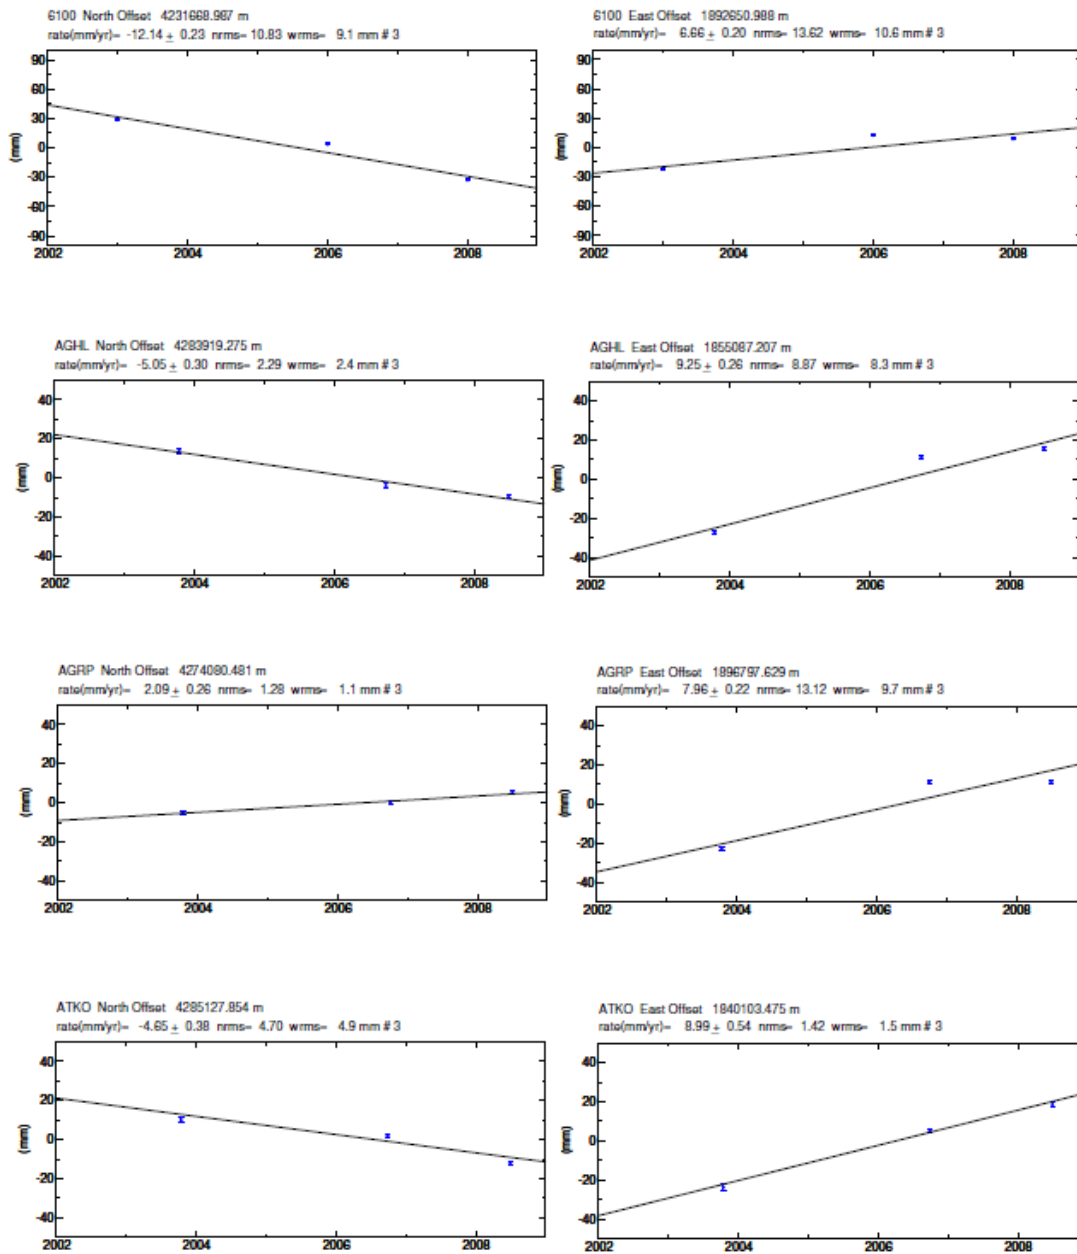 6100 North Offset 4231668.987 m
rate(mm/yr)= -12.14 ± 0.23 nrms= 10.83 wrms= 9.1 mm # 3
90
60
30
0
-30
-60
-90
(mm)
2002 2004 2006 2008
6100 East Offset 1892650.988 m
rate(mm/yr)= 6.66 ± 0.20 nrms= 13.62 wrms= 10.6 mm # 3
90
60
30
0
-30
-60
-90
(mm)
2002 2004 2006 2008
AGHL North Offset 4283919.275 m
rate(mm/yr)= -5.05 ± 0.30 nrms= 2.29 wrms= 2.4 mm # 3
40
20
0
-20
-40
(mm)
2002 2004 2006 2008
AGHL East Offset 1855087.207 m
rate(mm/yr)= 9.25 ± 0.26 nrms= 8.87 wrms= 8.3 mm # 3
40
20
0
-20
-40
(mm)
2002 2004 2006 2008
AGRP North Offset 4274080.481 m
rate(mm/yr)= 2.09 ± 0.26 nrms= 1.28 wrms= 1.1 mm # 3
40
20
0
-20
-40
(mm)
2002 2004 2006 2008
AGRP East Offset 1896797.629 m
rate(mm/yr)= 7.96 ± 0.22 nrms= 13.12 wrms= 9.7 mm # 3
40
20
0
-20
-40
(mm)
2002 2004 2006 2008
ATKO North Offset 4285127.854 m
rate(mm/yr)= -4.65 ± 0.38 nrms= 4.70 wrms= 4.9 mm # 3
40
20
0
-20
-40
(mm)
2002 2004 2006 2008
ATKO East Offset 1840103.475 m
rate(mm/yr)= 8.99 ± 0.54 nrms= 1.42 wrms= 1.5 mm # 3
40
20
0
-20
-40
(mm)
2002 2004 2006 2008